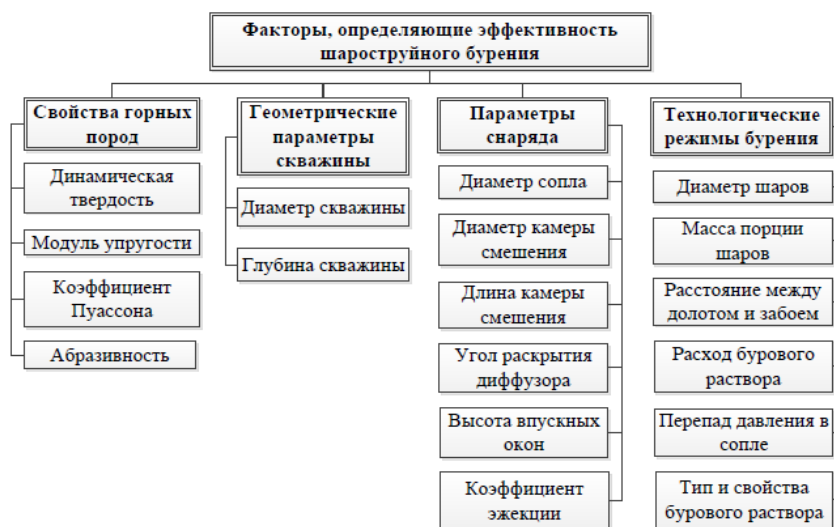 Факторы, определяющие эффективность
шароструйного бурения
Свойства горных
пород
Динамическая
твердость
Модуль упругости
Коэффициент
Пуассона
Абразивность
Геометрические
параметры
скважины
Диаметр скважины
Глубина скважины
Параметры
снаряда
Диаметр сопла
Диаметр камеры
смешения
Длина камеры
смешения
Угол раскрытия
диффузора
Высота впускных
окон
Коэффициент
эжекции
Технологические
режимы бурения
Диаметр шаров
Масса порции
шаров
Расстояние между
долотом и забоем
Расход бурового
раствора
Перепад давления в
сопле
Тип и свойства
бурового раствора